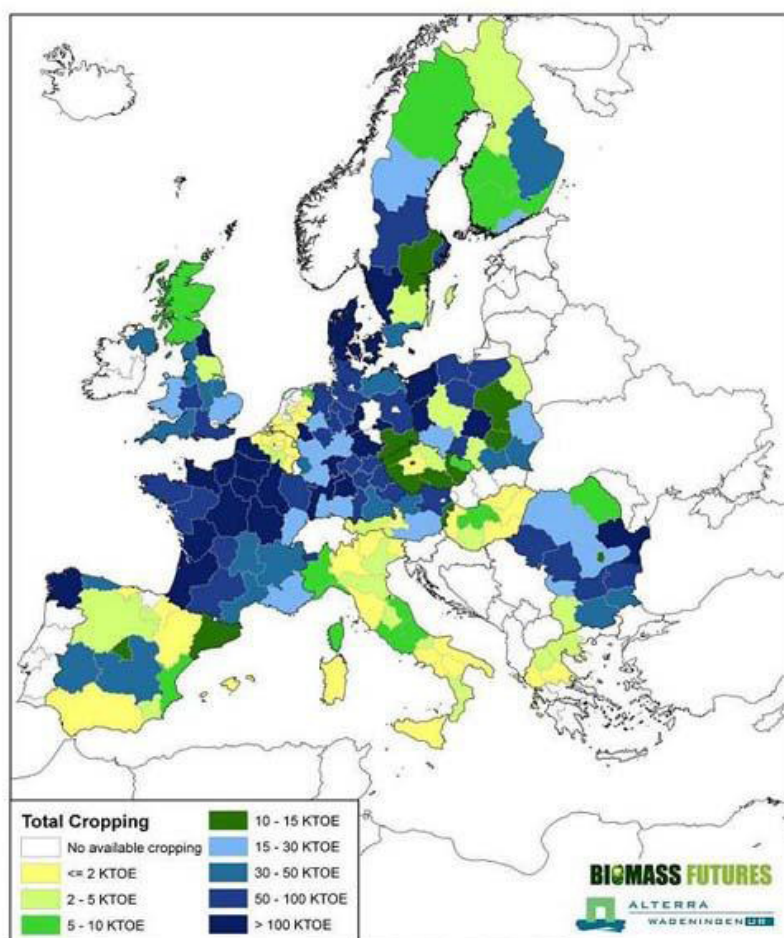 Total Cropping
No available cropping
<= 2 KTOE
2 - 5 KTOE
5 - 10 KTOE
10 - 15 KTOE
15 - 30 KTOE
30 - 50 KTOE
50 - 100 KTOE
> 100 KTOE
BIOMASS FUTURES
ALTERRA
WAGENINGEN UR